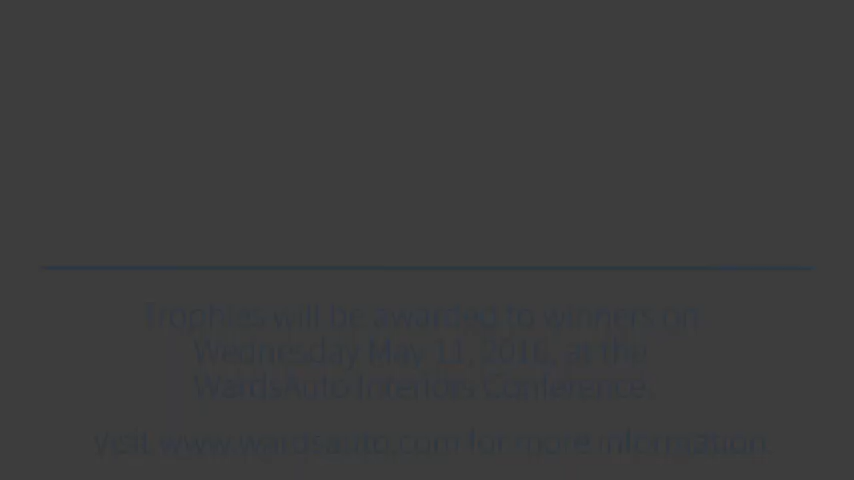 Trophies will be awarded to winners on
Wednesday May 11, 2016, at the
WardsAuto Interiors Conference.
Visit www.wardsauto.com for more information.